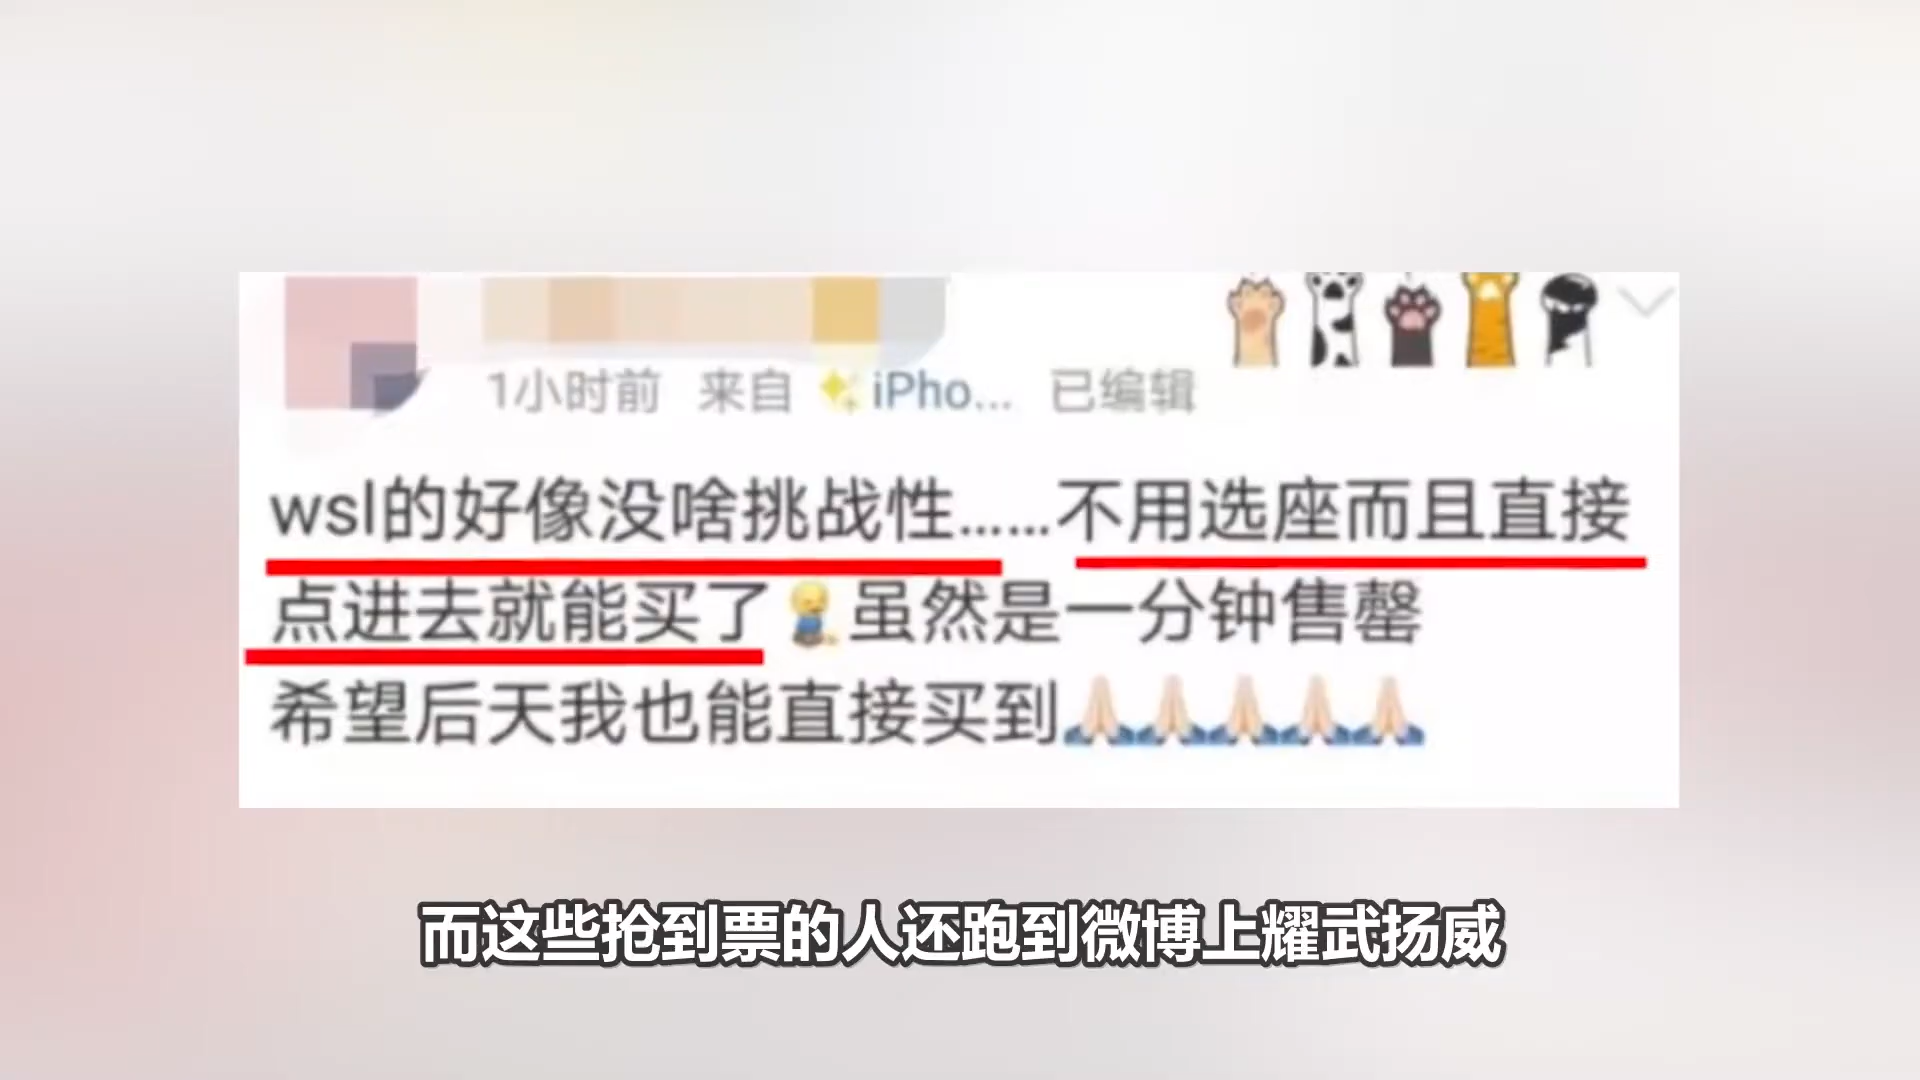 1小时前 来自 iPho... 已编辑
wsl的好像没啥挑战性……不用选座而且直接
点进去就能买了 虽然是一分钟售罄
希望后天我也能直接买到
而这些抢到票的人还跑到微博上耀武扬威